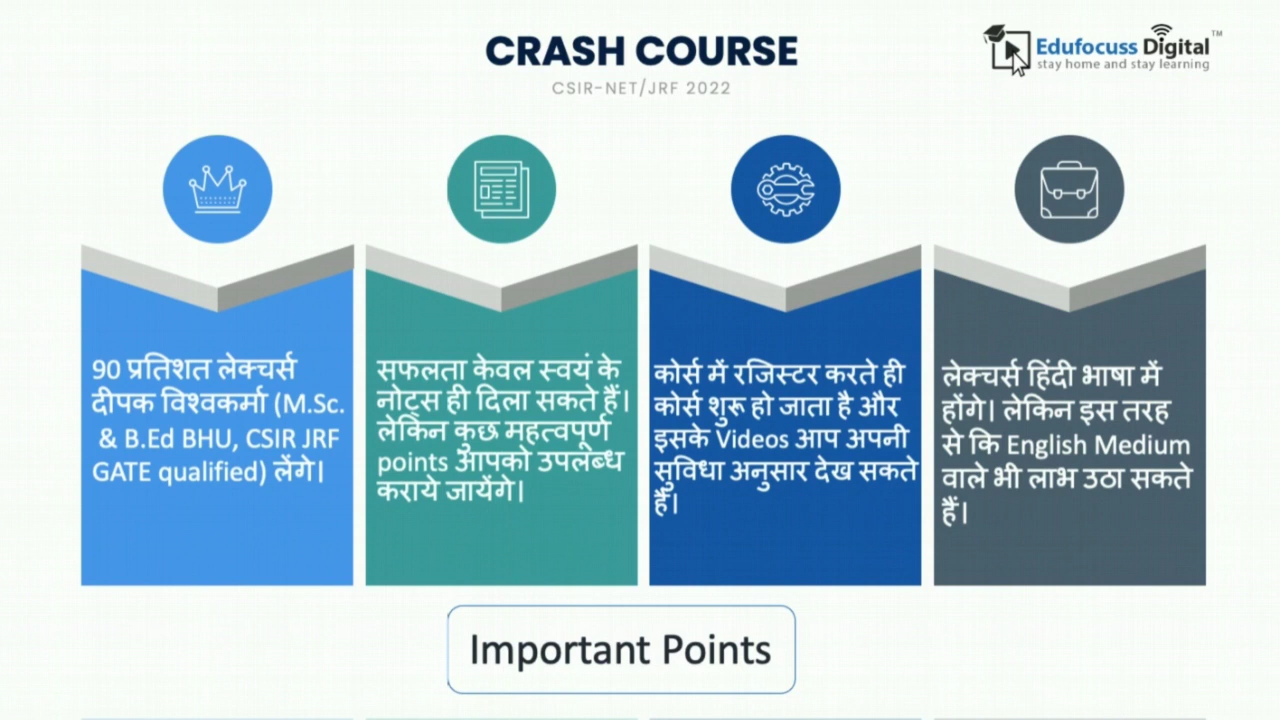 CRASH COURSE
CSIR-NET/JRF 2022
Edufocuss Digital TM
stay home and stay learning
90 प्रतिशत लेक्चर्स
दीपक विश्वकर्मा (M.Sc.
& B.Ed BHU, CSIR JRF
GATE qualified) लेंगे।
सफलता केवल स्वयं के
नोट्स ही दिला सकते हैं।
लेकिन कुछ महत्वपूर्ण
points आपको उपलब्ध
कराये जायेंगे।
कोर्स में रजिस्टर करते ही
कोर्स शुरू हो जाता है और
इसके Videos आप अपनी
सुविधा अनुसार देख सकते
हैं।
लेक्चर्स हिंदी भाषा में
होंगे। लेकिन इस तरह
से कि English Medium
वाले भी लाभ उठा सकते
हैं।
Important Points